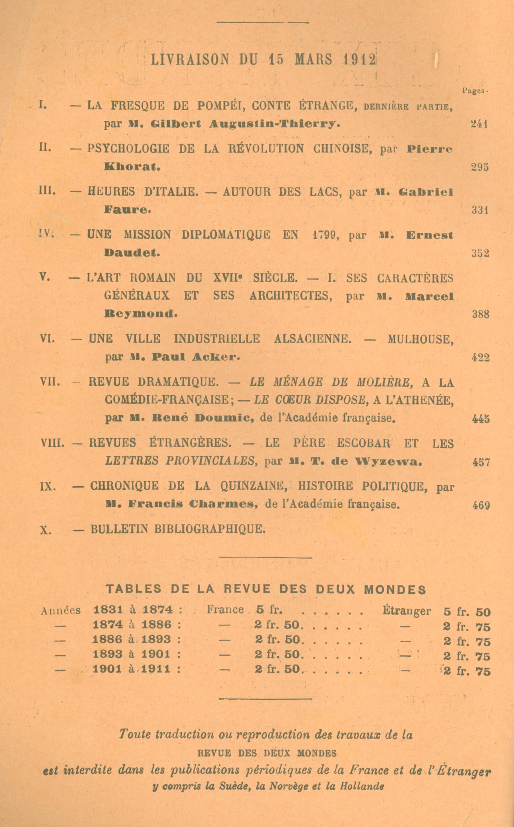 LIVRAISON DU 15 MARS 1912
Pages.
I. — LA FRESQUE DE POMPÉI, CONTE ÉTRANGE, DERNIÈRE PARTIE,
par M. Gilbert Augustin-Thierry. 241
II. — PSYCHOLOGIE DE LA RÉVOLUTION CHINOISE, par Pierre
Khorat. 295
III. — HEURES D'ITALIE. — AUTOUR DES LACS, par M. Gabriel
Faure. 331
IV. — UNE MISSION DIPLOMATIQUE EN 1799, par M. Ernest
Daudet. 352
V. — L'ART ROMAIN DU XVIIe SIÈCLE. — I. SES CARACTÈRES
GÉNÉRAUX ET SES ARCHITECTES, par M. Marcel
Reymond. 388
VI. — UNE VILLE INDUSTRIELLE ALSACIENNE. — MULHOUSE,
par M. Paul Acker. 422
VII. — REVUE DRAMATIQUE. — LE MÉNAGE DE MOLIÈRE, A LA
COMÉDIE-FRANÇAISE; — LE CŒUR DISPOSE, A L'ATHENÉE,
par M. René Doumic, de l'Académie française. 445
VIII. — REVUES ÉTRANGÈRES. — LE PÈRE ESCOBAR ET LES
LETTRES PROVINCIALES, par M. T. de Wyzewa. 457
IX. — CHRONIQUE DE LA QUINZAINE, HISTOIRE POLITIQUE, par
M. Francis Charmes, de l'Académie française. 469
X. — BULLETIN BIBLIOGRAPHIQUE.
TABLES DE LA REVUE DES DEUX MONDES
Années 1831 à 1874 : France 5 fr. . . . . . . Étranger 5 fr. 50
— 1874 à 1886 : — 2 fr. 50. . . . . . — 2 fr. 75
— 1886 à 1893 : — 2 fr. 50. . . . . . — 2 fr. 75
— 1893 à 1901 : — 2 fr. 50. . . . . . — 2 fr. 75
— 1901 à 1911 : — 2 fr. 50. . . . . . — 2 fr. 75
Toute traduction ou reproduction des travaux de la
REVUE DES DEUX MONDES
est interdite dans les publications périodiques de la France et de l'Étranger
y compris la Suède, la Norvège et la Hollande